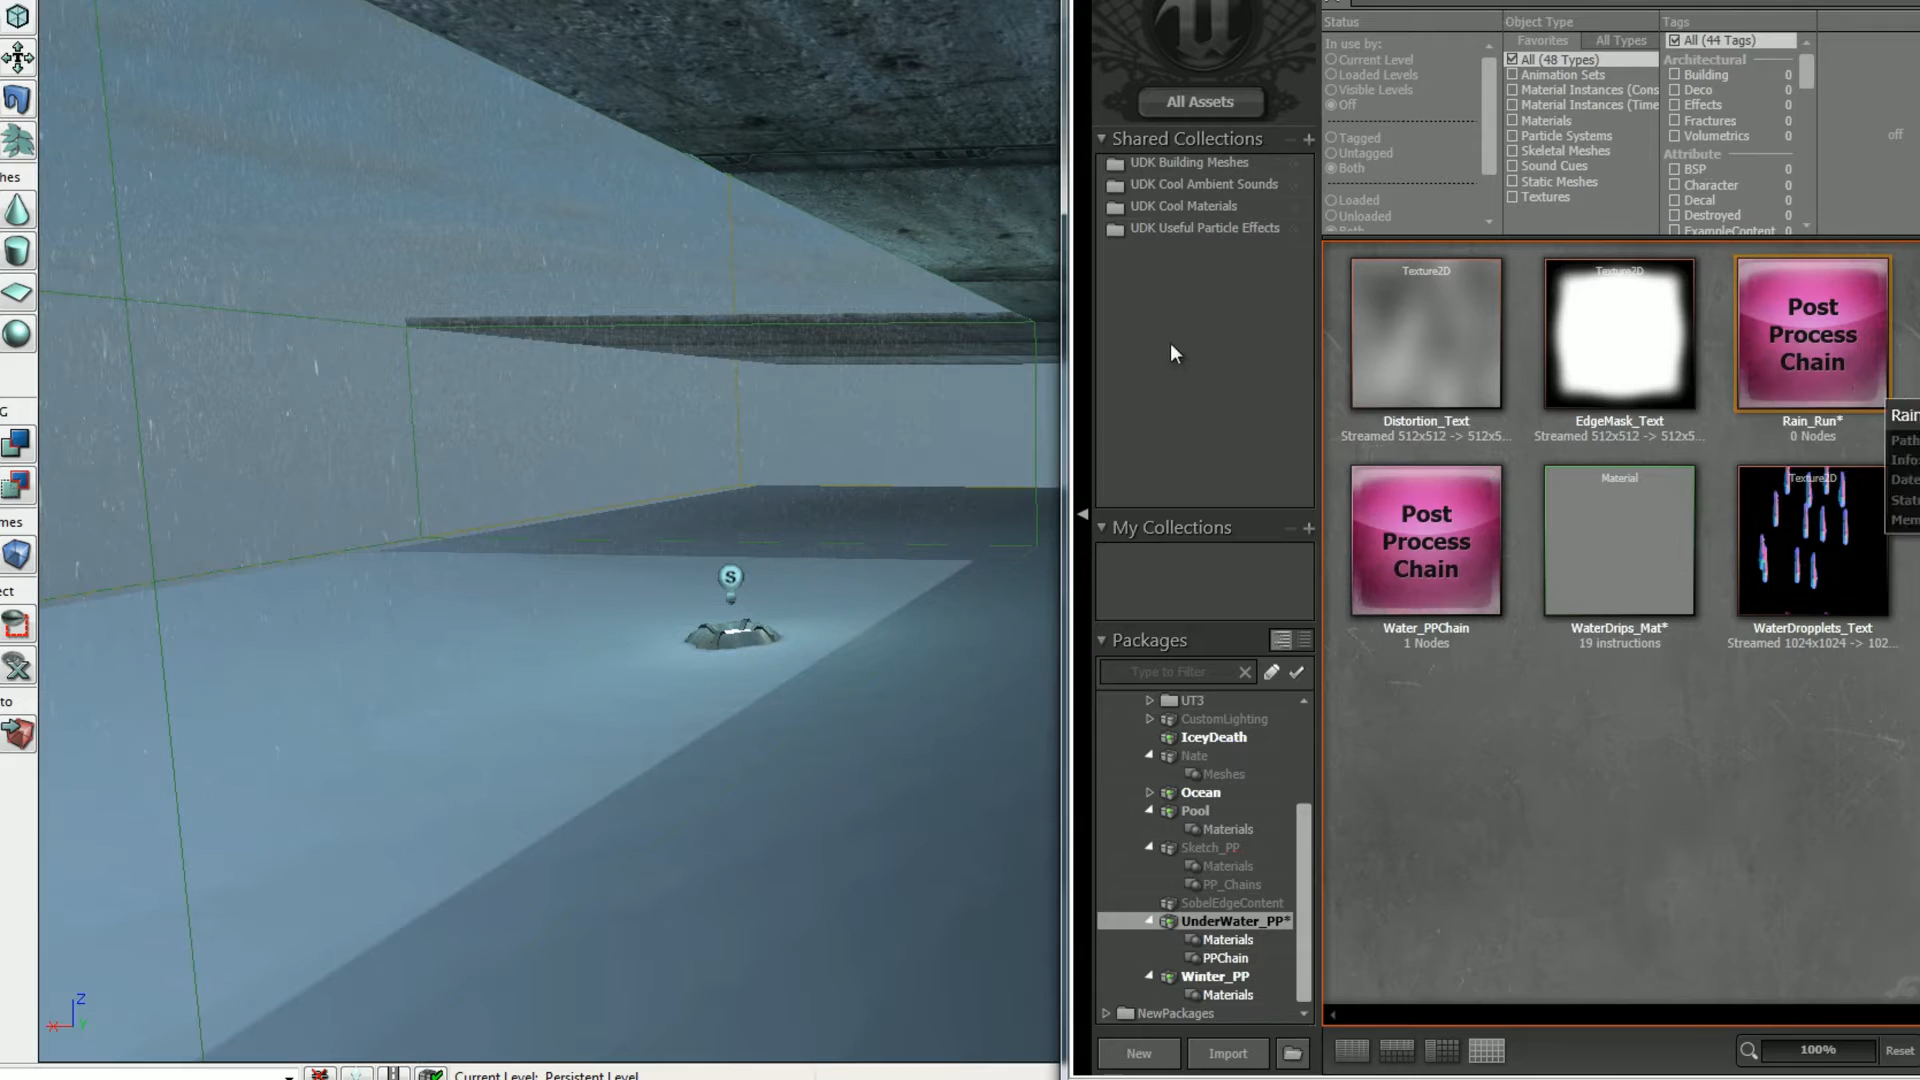 hes
G
mes
ect
to
S
Z
X
Y
Current Level: Persistent Level
All Assets
Shared Collections
UDK Building Meshes
UDK Cool Ambient Sounds
UDK Cool Materials
UDK Useful Particle Effects
My Collections
Packages
Type to Filter
UT3
CustomLighting
IceyDeath
Nate
Meshes
Ocean
Pool
Materials
Sketch_PP
Materials
PP_Chains
SobelEdgeContent
UnderWater_PP*
Materials
PPChain
Winter_PP
Materials
NewPackages
New
Import
Status
In use by:
Current Level
Loaded Levels
Visible Levels
Off
Tagged
Untagged
Both
Loaded
Unloaded
Both
Object Type
Favorites
All Types
All (48 Types)
Animation Sets
Material Instances (Cons
Material Instances (Time
Materials
Particle Systems
Skeletal Meshes
Sound Cues
Static Meshes
Textures
Tags
All (44 Tags)
Architectural
Building 0
Deco 0
Effects 0
Fractures 0
Volumetrics 0
Attribute
BSP 0
Character 0
Decal 0
Destroyed 0
ExampleContent 0
off
Texture2D
Distortion_Text
Streamed 512x512 -> 512x5...
Texture2D
EdgeMask_Text
Streamed 512x512 -> 512x5...
Post
Process
Chain
Rain_Run*
0 Nodes
Rain
Path
Info:
Date
Stat
Mem
Post
Process
Chain
Water_PPChain
1 Nodes
Material
WaterDrips_Mat*
19 instructions
Texture2D
WaterDropplets_Text
Streamed 1024x1024 -> 102...
100%
Reset